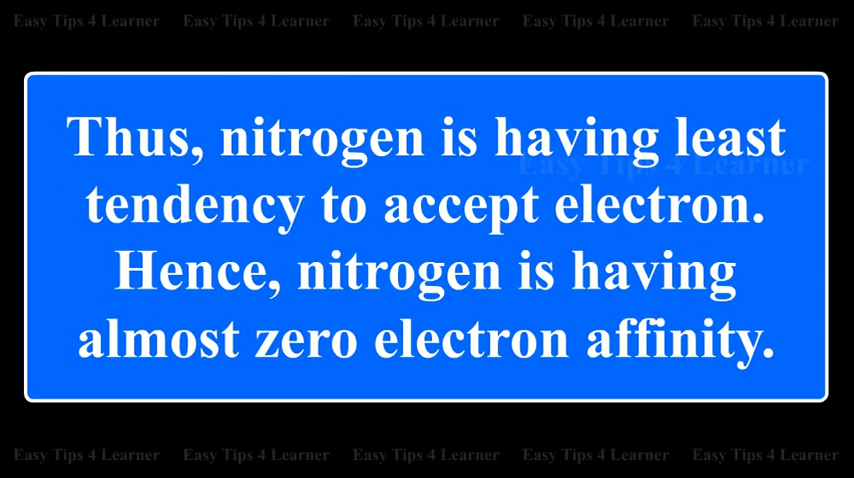 Easy Tips 4 Learner Easy Tips 4 Learner Easy Tips 4 Learner Easy Tips 4 Learner Easy Tips 4 Learner
Thus, nitrogen is having least
Easy Tips 4 Learner
tendency to accept electron.
Hence, nitrogen is having
almost zero electron affinity.
Easy Tips 4 Learner Easy Tips 4 Learner Easy Tips 4 Learner Easy Tips 4 Learner Easy Tips 4 Learner